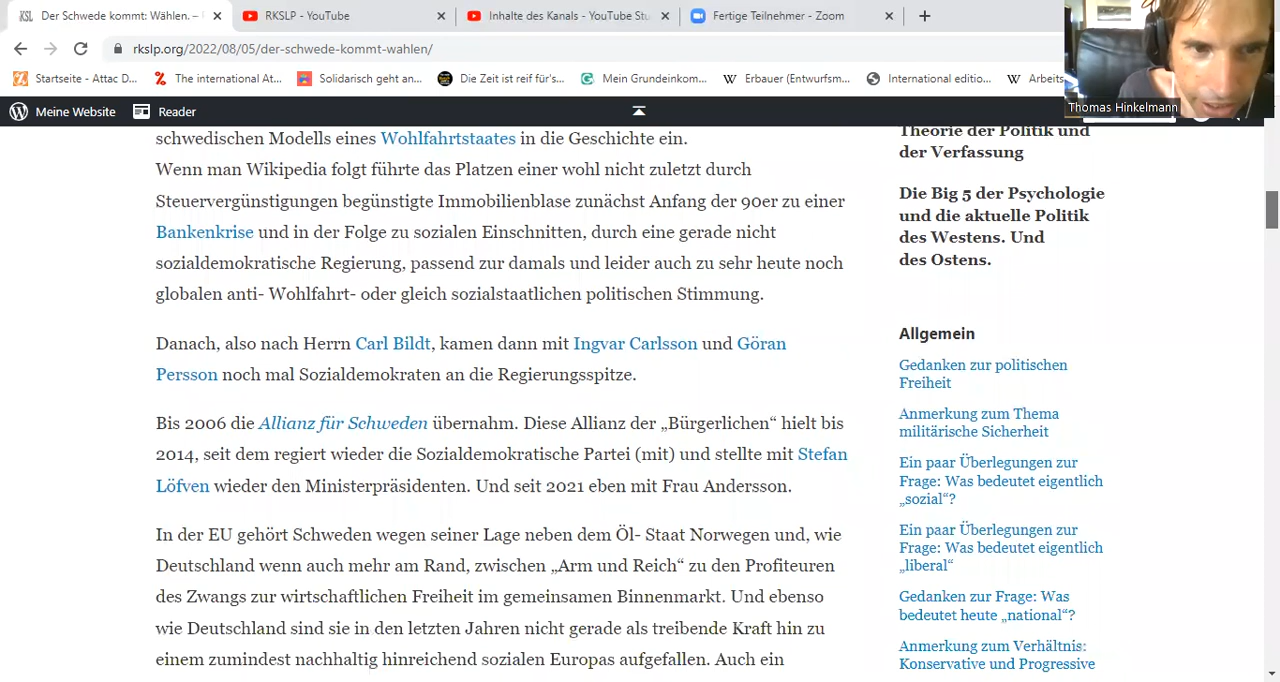 Der Schwede kommt: Wählen. –
RKSLP - YouTube
Inhalte des Kanals - YouTube Stu
Fertige Teilnehmer - Zoom
rkslp.org/2022/08/05/der-schwede-kommt-wahlen/
Startseite - Attac D...
The international At...
Solidarisch geht an...
Die Zeit ist reif für's...
Mein Grundeinkom...
Erbauer (Entwurfsm...
International editio...
Arbeits
Thomas Hinkelmann
Meine Website
Reader
schwedischen Modells eines Wohlfahrtstaates in die Geschichte ein.
Wenn man Wikipedia folgt führte das Platzen einer wohl nicht zuletzt durch
Steuervergünstigungen begünstigte Immobilienblase zunächst Anfang der 90er zu einer
Bankenkrise und in der Folge zu sozialen Einschnitten, durch eine gerade nicht
sozialdemokratische Regierung, passend zur damals und leider auch zu sehr heute noch
globalen anti- Wohlfahrt- oder gleich sozialstaatlichen politischen Stimmung.
Danach, also nach Herrn Carl Bildt, kamen dann mit Ingvar Carlsson und Göran
Persson noch mal Sozialdemokraten an die Regierungsspitze.
Bis 2006 die Allianz für Schweden übernahm. Diese Allianz der „Bürgerlichen“ hielt bis
2014, seit dem regiert wieder die Sozialdemokratische Partei (mit) und stellte mit Stefan
Löfven wieder den Ministerpräsidenten. Und seit 2021 eben mit Frau Andersson.
In der EU gehört Schweden wegen seiner Lage neben dem Öl- Staat Norwegen und, wie
Deutschland wenn auch mehr am Rand, zwischen „Arm und Reich“ zu den Profiteuren
des Zwangs zur wirtschaftlichen Freiheit im gemeinsamen Binnenmarkt. Und ebenso
wie Deutschland sind sie in den letzten Jahren nicht gerade als treibende Kraft hin zu
einem zumindest nachhaltig hinreichend sozialen Europas aufgefallen. Auch ein
Theorie der Politik und
der Verfassung
Die Big 5 der Psychologie
und die aktuelle Politik
des Westens. Und
des Ostens.
Allgemein
Gedanken zur politischen
Freiheit
Anmerkung zum Thema
militärische Sicherheit
Ein paar Überlegungen zur
Frage: Was bedeutet eigentlich
„sozial“?
Ein paar Überlegungen zur
Frage: Was bedeutet eigentlich
„liberal“
Gedanken zur Frage: Was
bedeutet heute „national“?
Anmerkung zum Verhältnis:
Konservative und Progressive